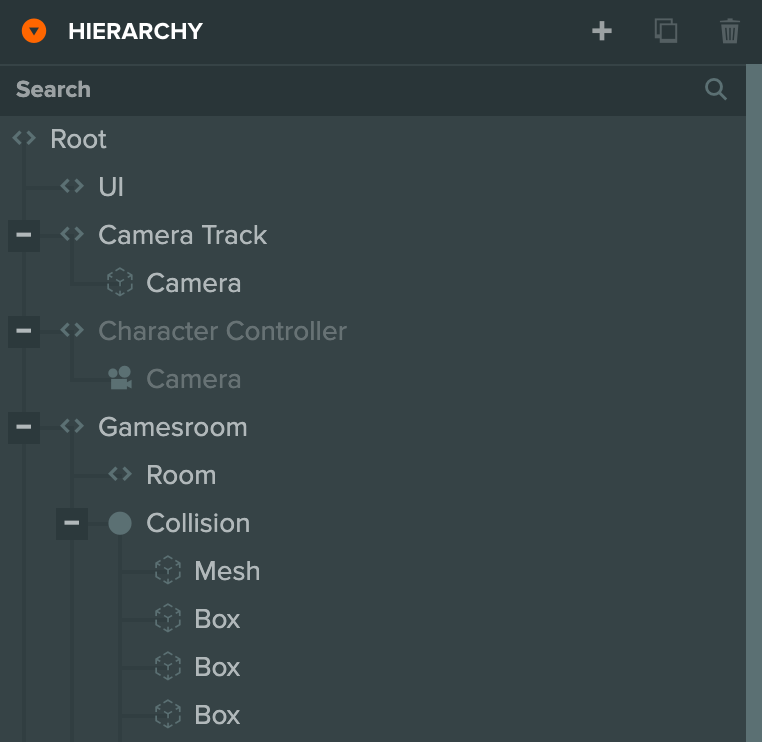 HIERARCHY
Search
Root
UI
Camera Track
Camera
Character Controller
Camera
Gamesroom
Room
Collision
Mesh
Box
Box
Box